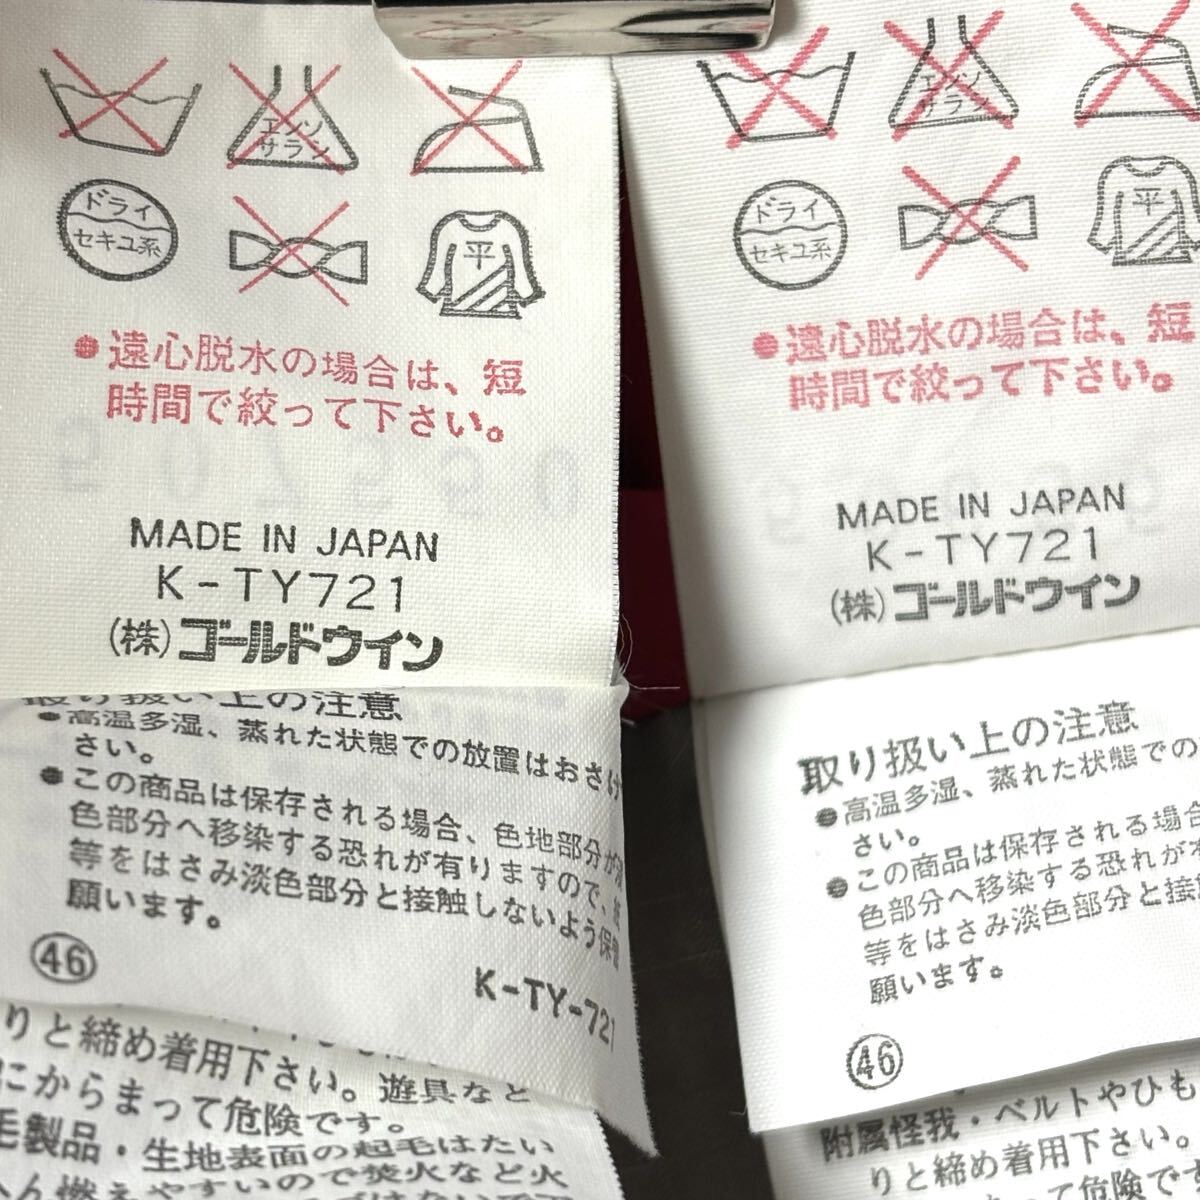 エンソ
サラシ
ドライ
セキユ系
平
●遠心脱水の場合は、短
時間で絞って下さい。
MADE IN JAPAN
K-TY721
(株)ゴールドウイン
取り扱い上の注意
●高温多湿、蒸れた状態での放置はおさけ
さい。
●この商品は保存される場合、色地部分が
色部分へ移染する恐れが有りますので、
等をはさみ淡色部分と接触しないよう保管
願います。
㊻
K-TY-721
りと締め着用下さい。遊具など
にからまって危険です。
毛製品・生地表面の起毛はたい
へん燃えやすいので焚火など火
エンソ
サラシ
ドライ
セキユ系
平
●遠心脱水の場合は、短
時間で絞って下さい。
MADE IN JAPAN
K-TY721
(株)ゴールドウイン
取り扱い上の注意
●高温多湿、蒸れた状態での
さい。
●この商品は保存される場合
色部分へ移染する恐れが有
等をはさみ淡色部分と接
願います。
㊻
附属怪我・ベルトやひも
りと締め着用下さい。
にからまって危険です